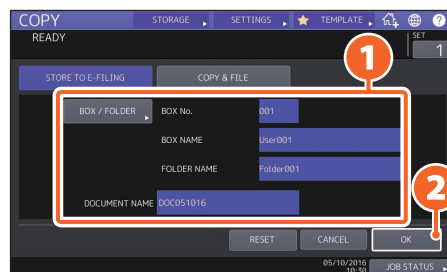 COPY STORAGE SETTINGS TEMPLATE ?
READY SET
1
1
STORE TO E-FILING COPY & FILE
BOX / FOLDER BOX No. 001
BOX NAME User001
FOLDER NAME Folder001
DOCUMENT NAME DOC051016
2
RESET CANCEL OK
05/10/2016
10:30 JOB STATUS